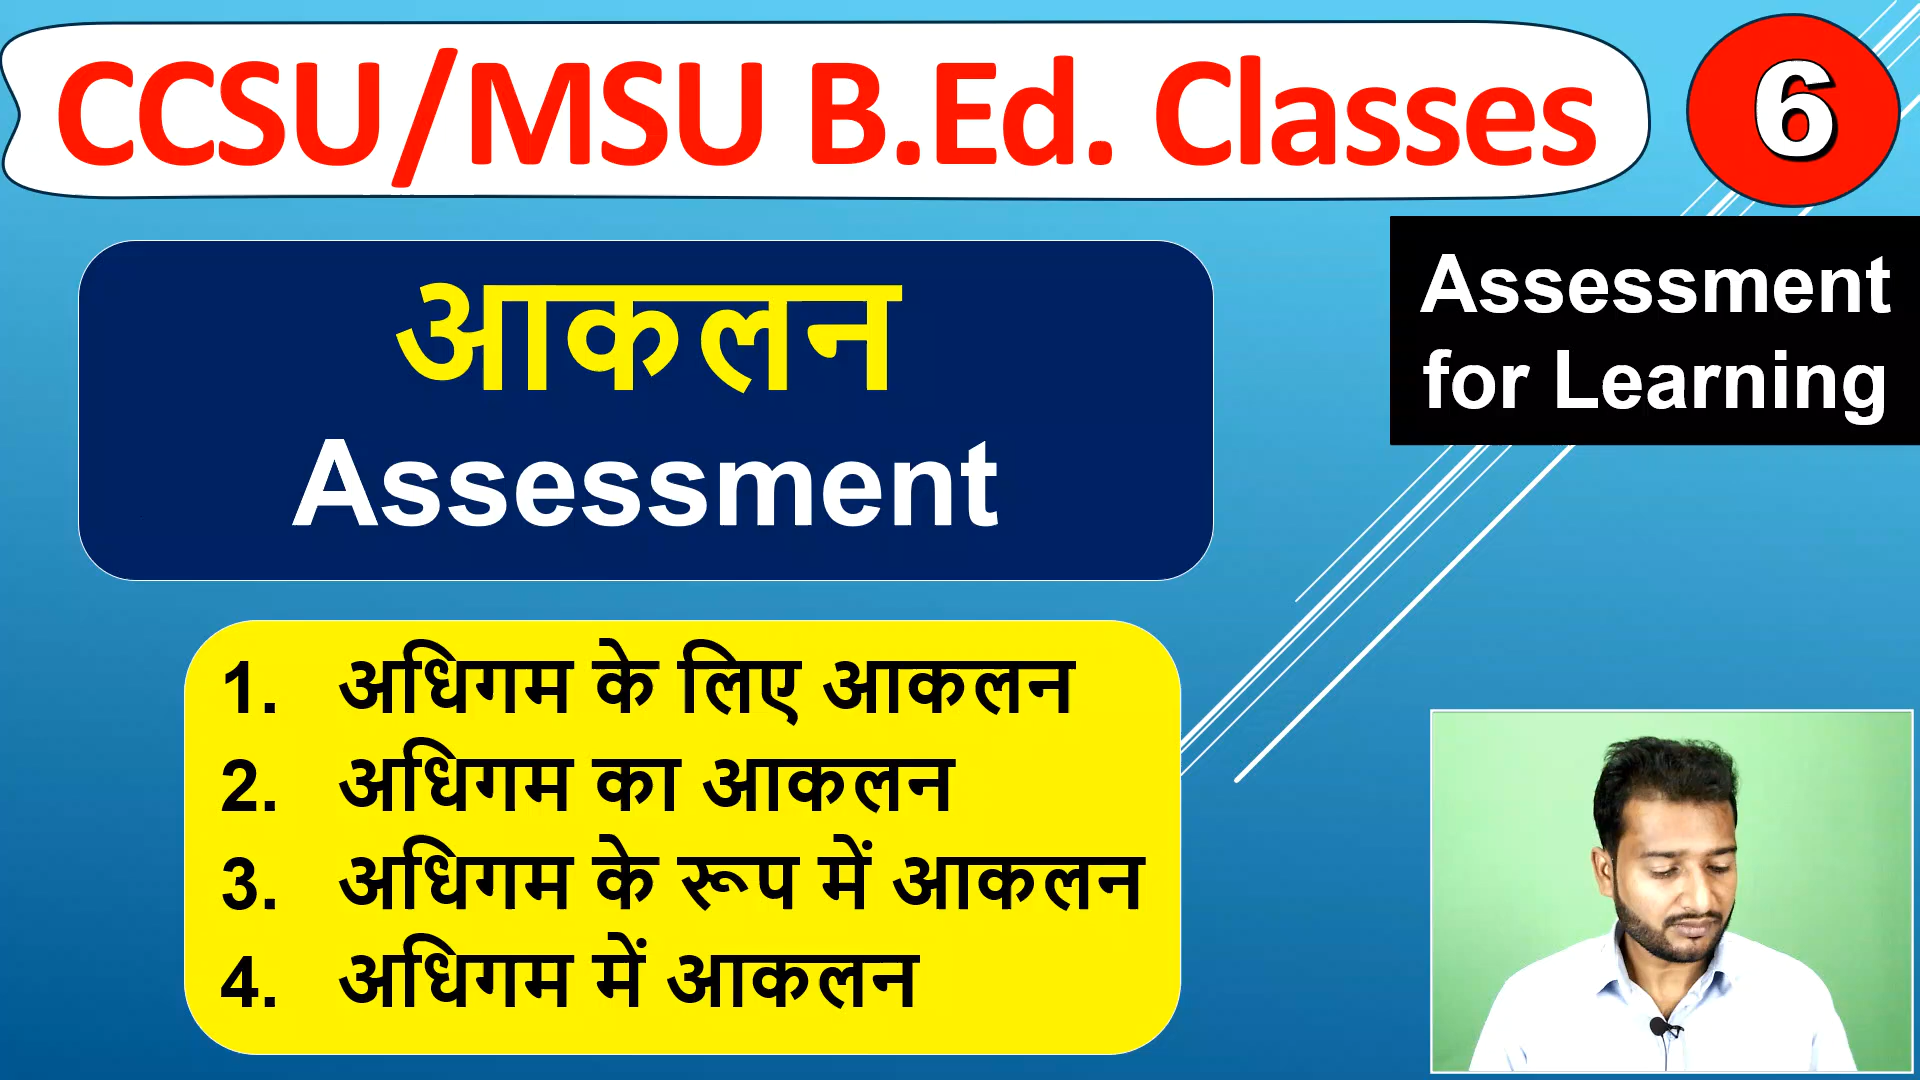 CCSU/MSU B.Ed. Classes
6
Assessment
for Learning
आकलन
Assessment
1. अधिगम के लिए आकलन
2. अधिगम का आकलन
3. अधिगम के रूप में आकलन
4. अधिगम में आकलन